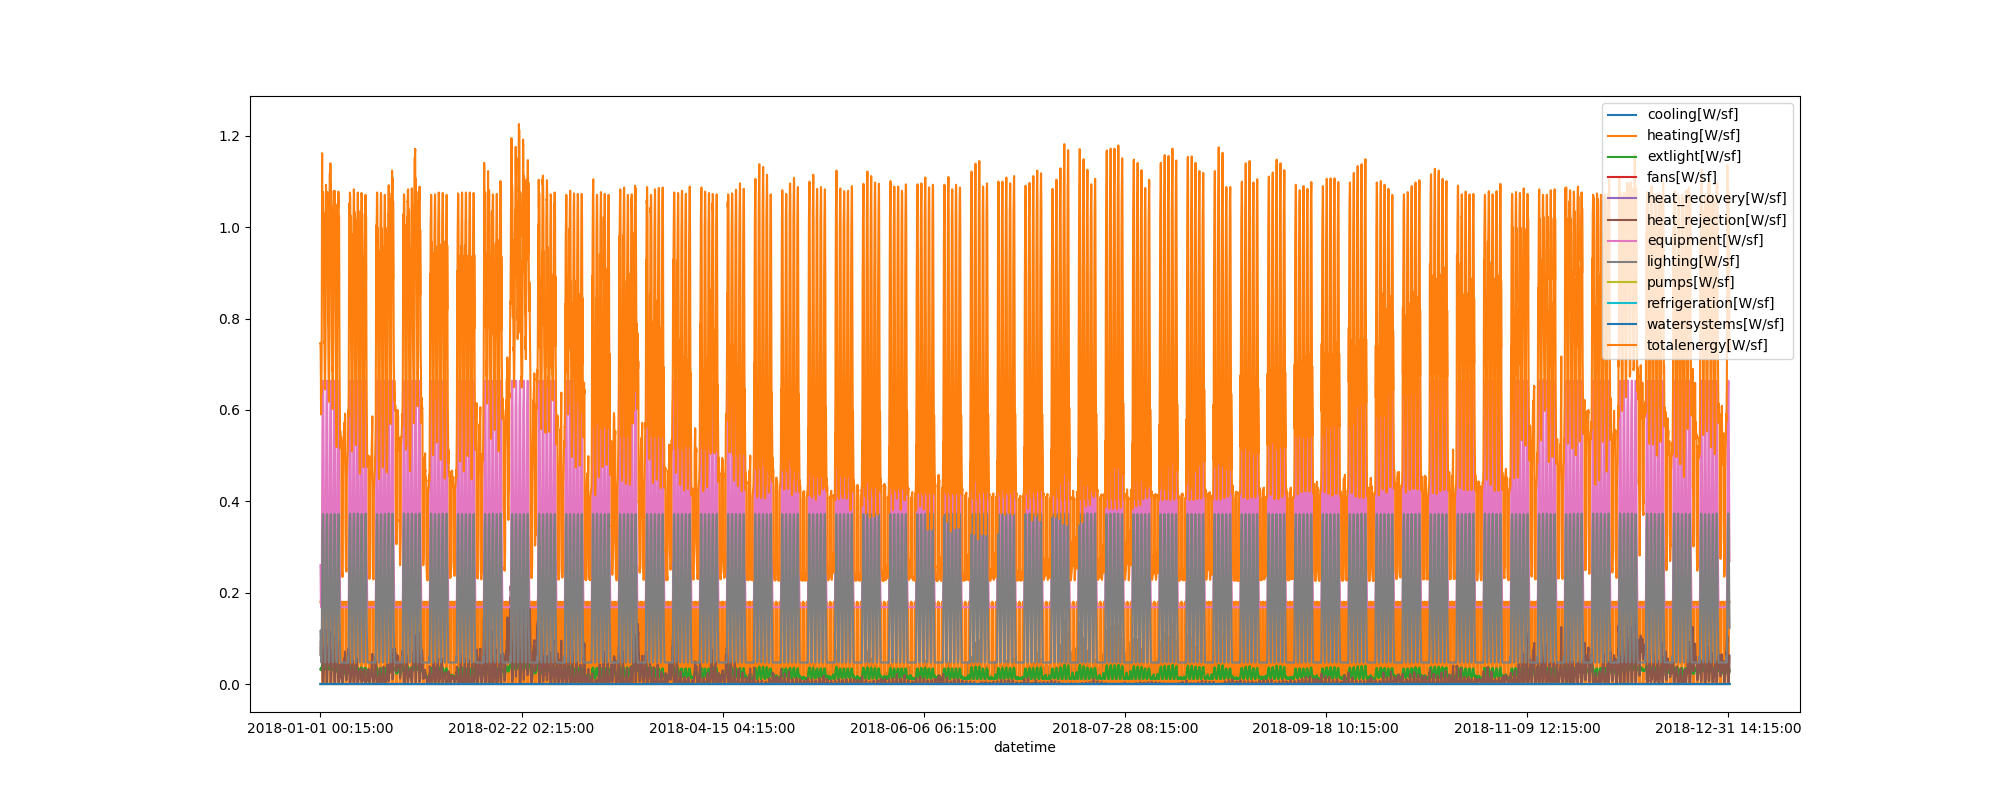 cooling[W/sf]
heating[W/sf]
extlight[W/sf]
fans[W/sf]
heat_recovery[W/sf]
heat_rejection[W/sf]
equipment[W/sf]
lighting[W/sf]
pumps[W/sf]
refrigeration[W/sf]
watersystems[W/sf]
totalenergy[W/sf]
1.2
1.0
0.8
0.6
0.4
0.2
0.0
2018-01-01 00:15:00 2018-02-22 02:15:00 2018-04-15 04:15:00 2018-06-06 06:15:00 2018-07-28 08:15:00 2018-09-18 10:15:00 2018-11-09 12:15:00 2018-12-31 14:15:00
datetime